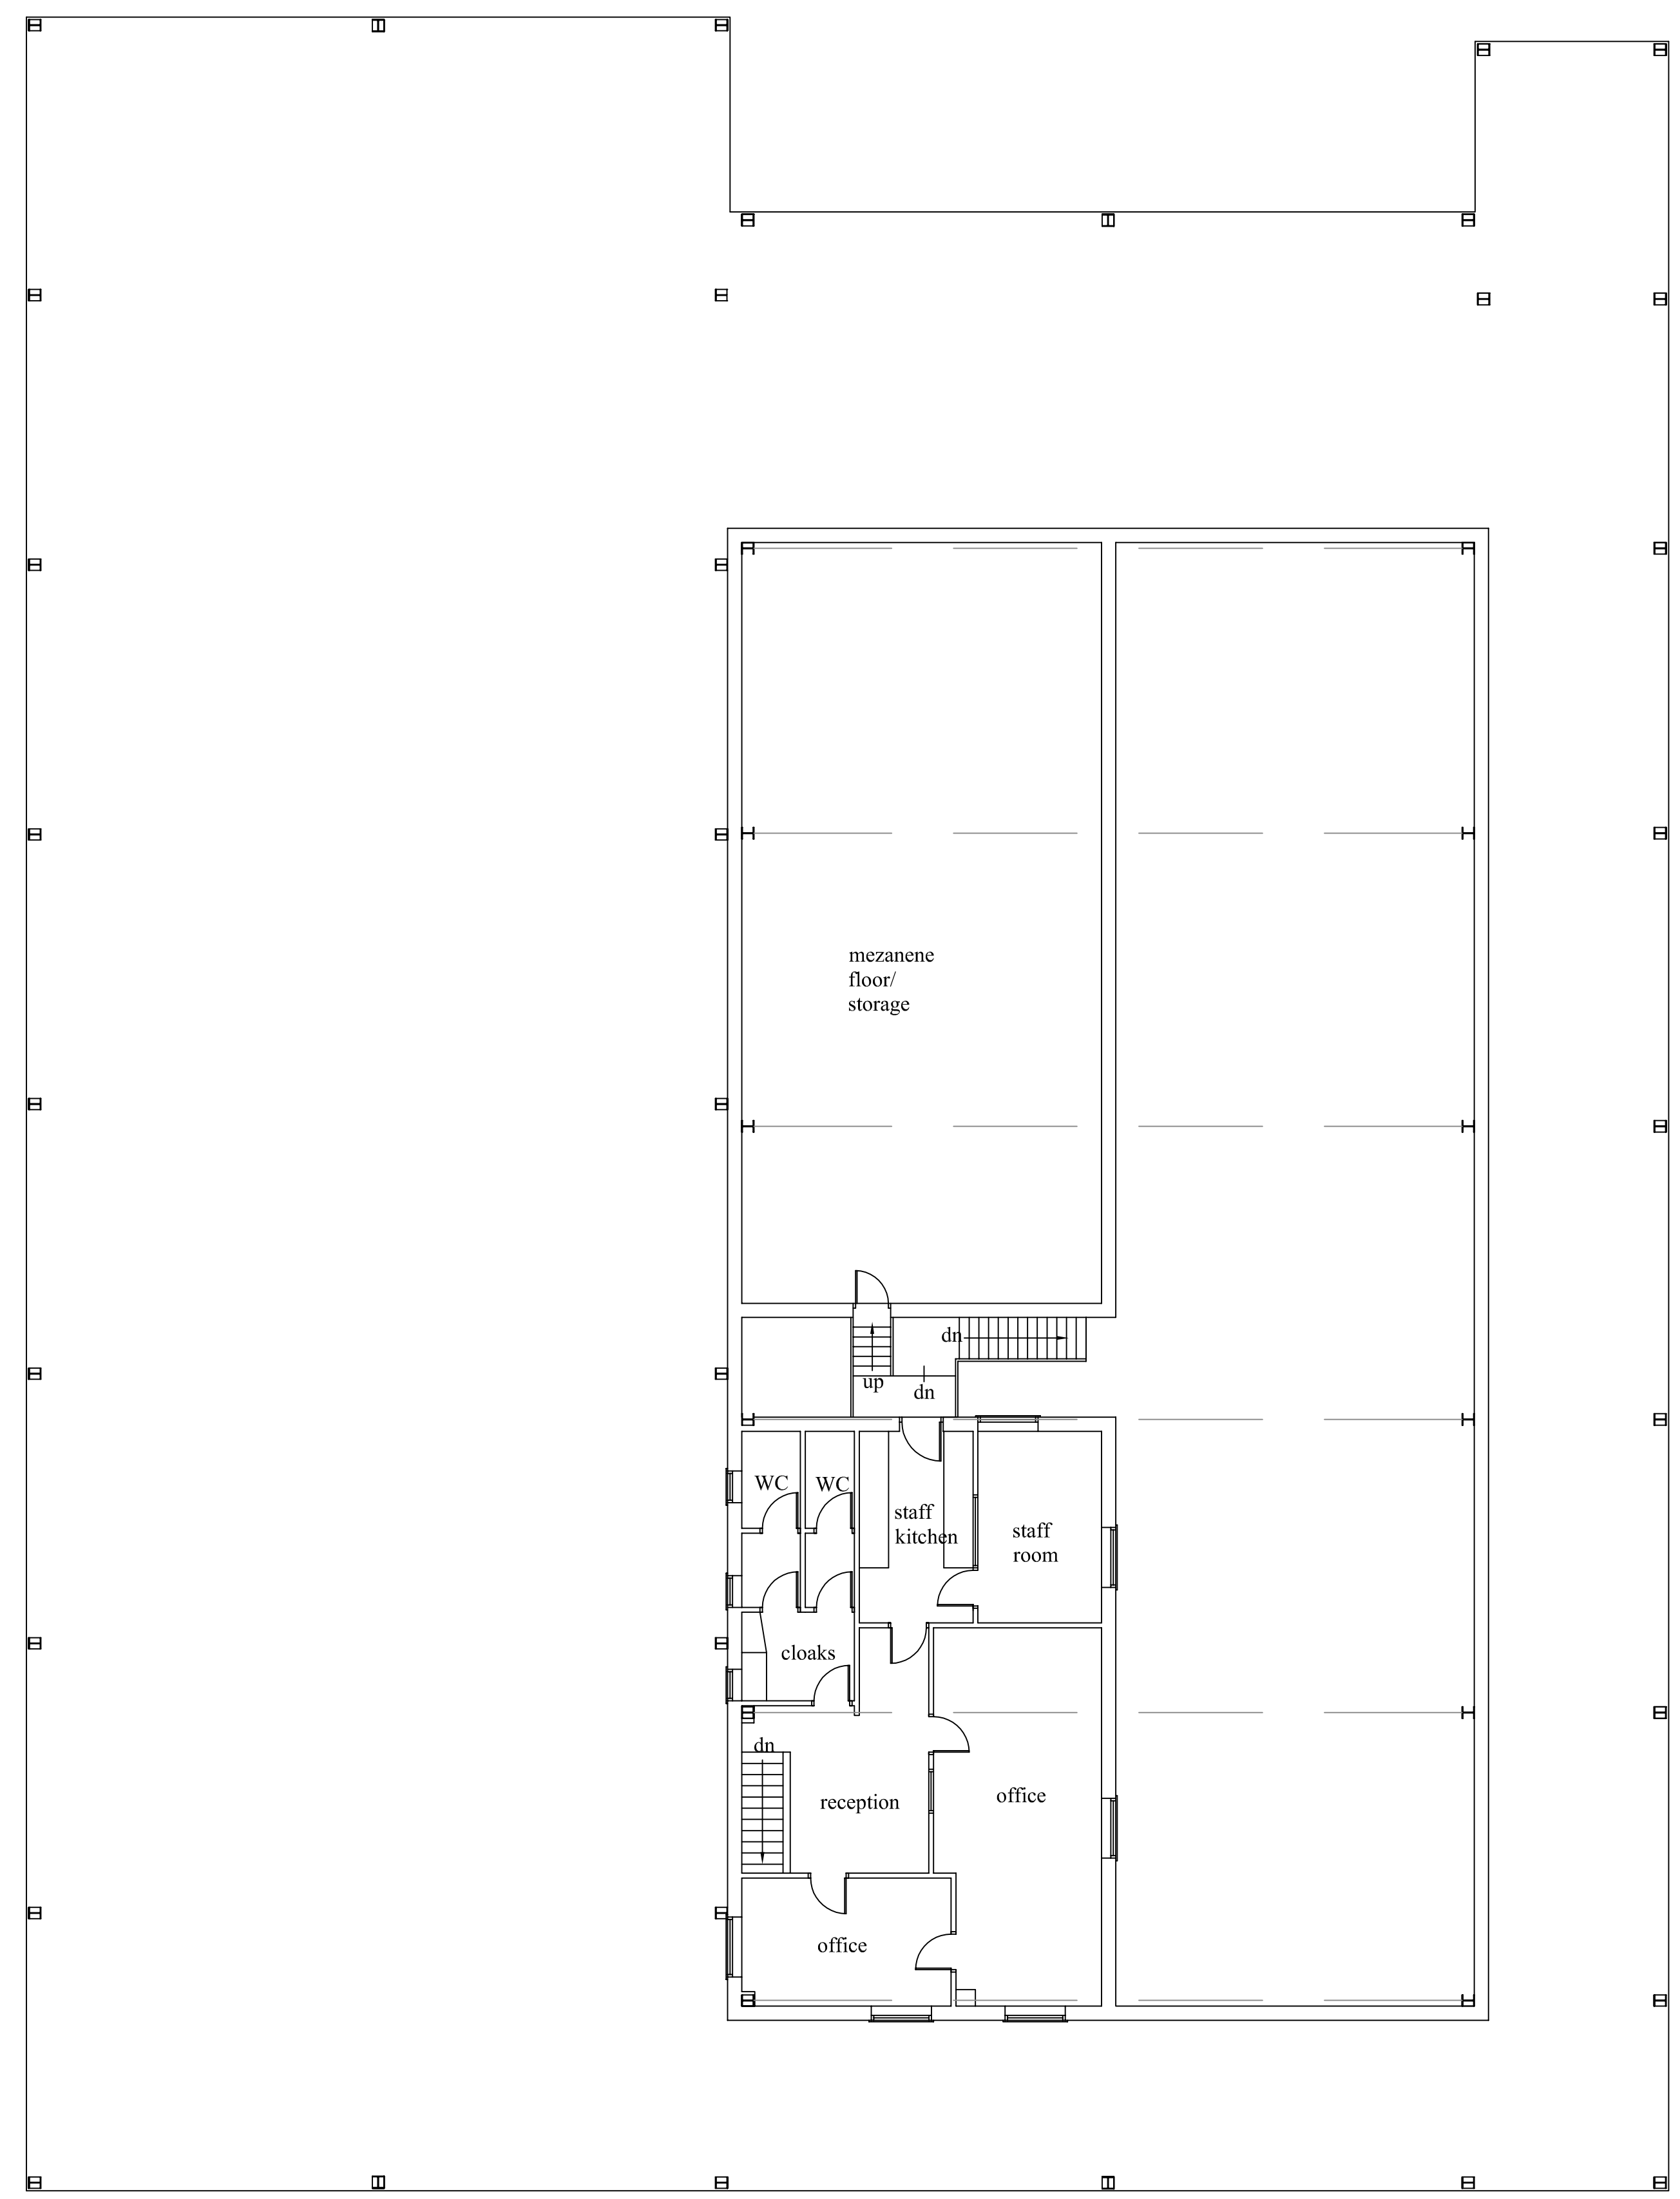 mezanene
floor/
storage
dn
up
dn
WC
WC
staff
kitchen
staff
room
cloaks
dn
reception
office
office